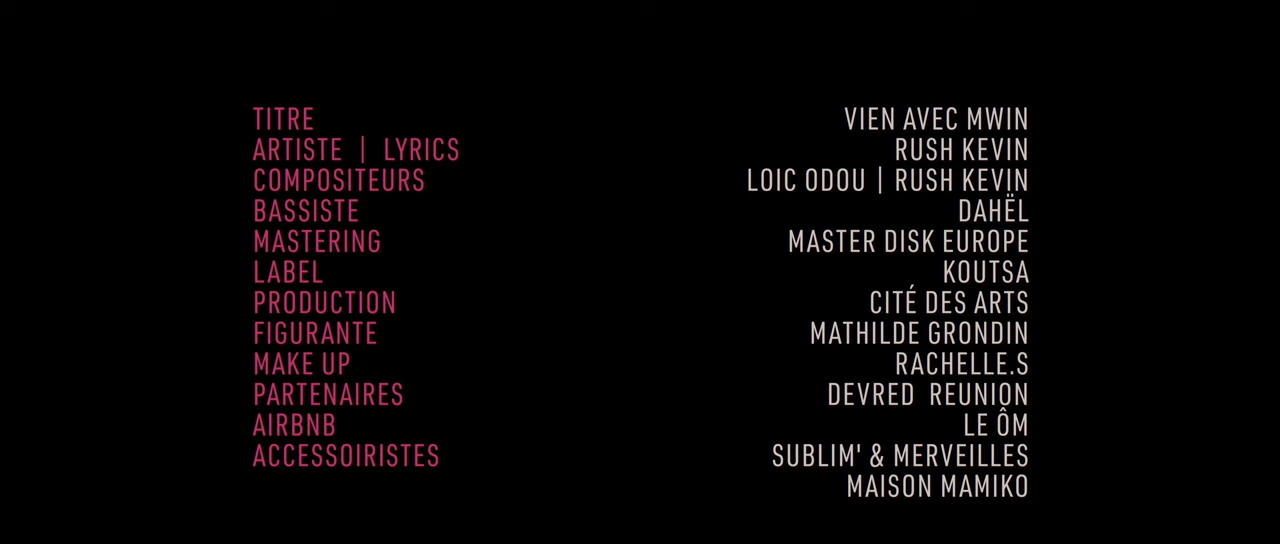 TITRE VIEN AVEC MWIN
ARTISTE | LYRICS RUSH KEVIN
COMPOSITEURS LOIC ODOU | RUSH KEVIN
BASSISTE DAHËL
MASTERING MASTER DISK EUROPE
LABEL KOUTSA
PRODUCTION CITÉ DES ARTS
FIGURANTE MATHILDE GRONDIN
MAKE UP RACHELLE.S
PARTENAIRES DEVRED REUNION
AIRBNB LE ÔM
ACCESSOIRISTES SUBLIM' & MERVEILLES
MAISON MAMIKO